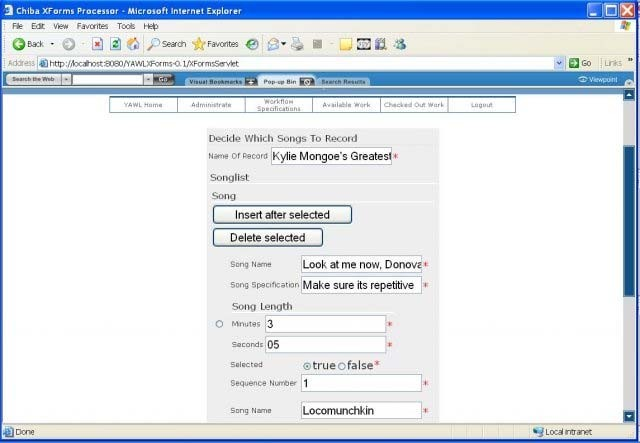 Chiba XForms Processor - Microsoft Internet Explorer
File Edit View Favorites Tools Help
Back Search Favorites
Address http://localhost:8080/YAWLXForms-0.1/XFormsServlet Go Links »
Search the Web Go Visual Bookmarks Pop-up Bin Search Results Viewpoint
YAWL Home Administrate Workflow Specifications Available Work Checked Out Work Logout
Decide Which Songs To Record
Name Of Record Kylie Mongoe's Greatest *
Songlist
Song
Insert after selected
Delete selected
Song Name Look at me now, Donova *
Song Specification Make sure its repetitive *
Song Length
Minutes 3 *
Seconds 05 *
Selected true false *
Sequence Number 1 *
Song Name Locomunchkin *
Done Local intranet